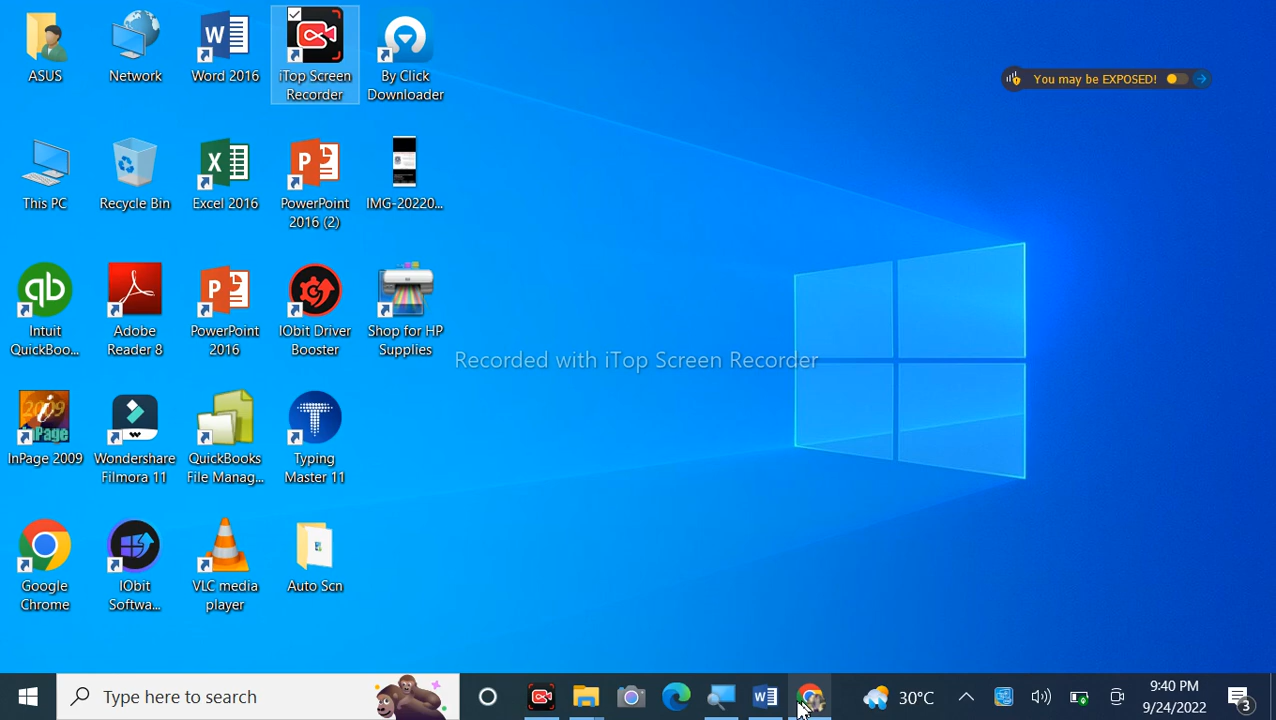 ASUS
Network
Word 2016
iTop Screen
Recorder
By Click
Downloader
You may be EXPOSED!
This PC
Recycle Bin
Excel 2016
PowerPoint
2016 (2)
IMG-20220...
Intuit
QuickBoo...
Adobe
Reader 8
PowerPoint
2016
IObit Driver
Booster
Shop for HP
Supplies
Recorded with iTop Screen Recorder
InPage 2009
Wondershare
Filmora 11
QuickBooks
File Manag...
Typing
Master 11
Google
Chrome
IObit
Softwa...
VLC media
player
Auto Scn
Type here to search
30°C
9:40 PM
9/24/2022
3